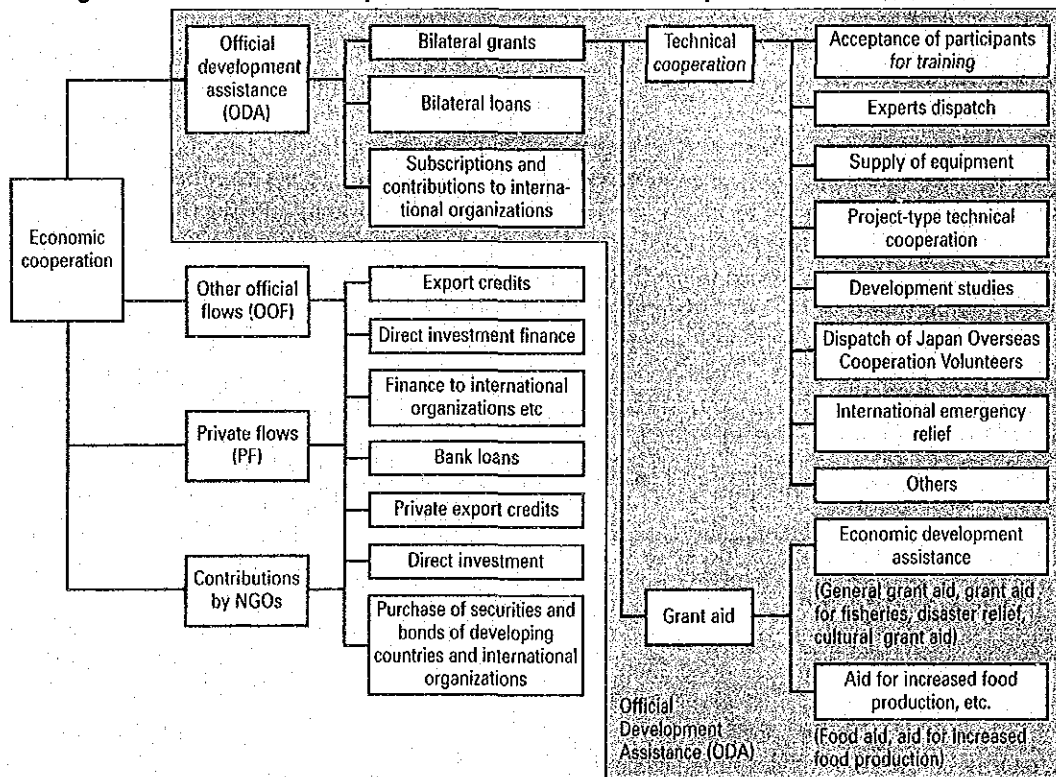 Economic
cooperation
Official
development
assistance
(ODA)
Bilateral grants
Bilateral loans
Subscriptions and
contributions to interna-
tional organizations
Other official
flows (OOF)
Private flows
(PF)
Contributions
by NGOs
Export credits
Direct investment finance
Finance to international
organizations etc
Bank loans
Private export credits
Direct investment
Purchase of securities and
bonds of developing
countries and international
organizations
Technical
cooperation
Acceptance of participants
for training
Experts dispatch
Supply of equipment
Project-type technical
cooperation
Development studies
Dispatch of Japan Overseas
Cooperation Volunteers
International emergency
relief
Others
Grant aid
Economic development
assistance
(General grant aid, grant aid
for fisheries, disaster relief,
cultural grant aid)
Aid for increased food
production, etc.
(Food aid, aid for increased
food production)
Official
Development
Assistance (ODA)